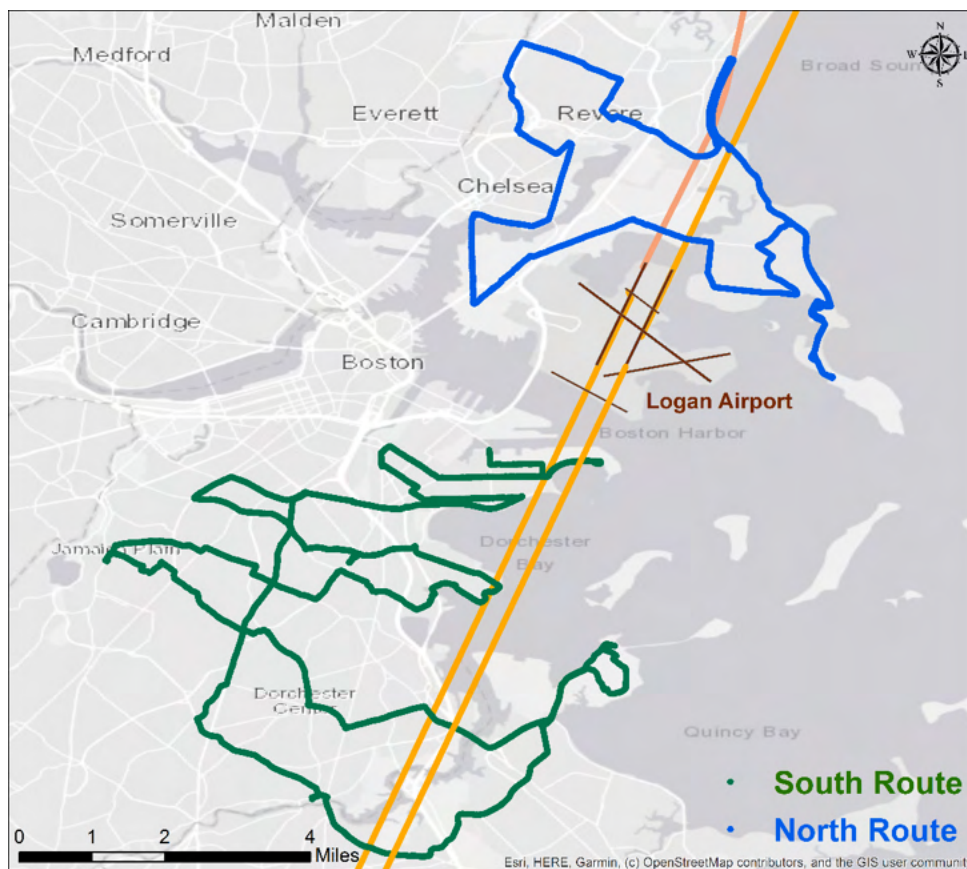 Malden
Medford
N
W
S
Broad Soun
Everett
Revere
Chelsea
Somerville
Cambridge
Boston
Logan Airport
Boston Harbor
Jamaica Plain
Dorchester
Bay
Dorchester
Center
Quincy Bay
South Route
North Route
0 1 2 4
Miles
Esri, HERE, Garmin, (c) OpenStreetMap contributors, and the GIS user communit